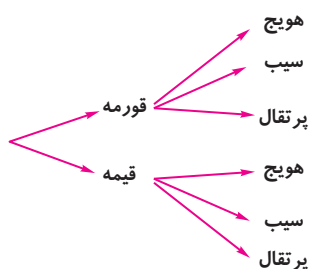 هویج
سیب
قورمه
پرتقال
هویج
قیمه
سیب
پرتقال